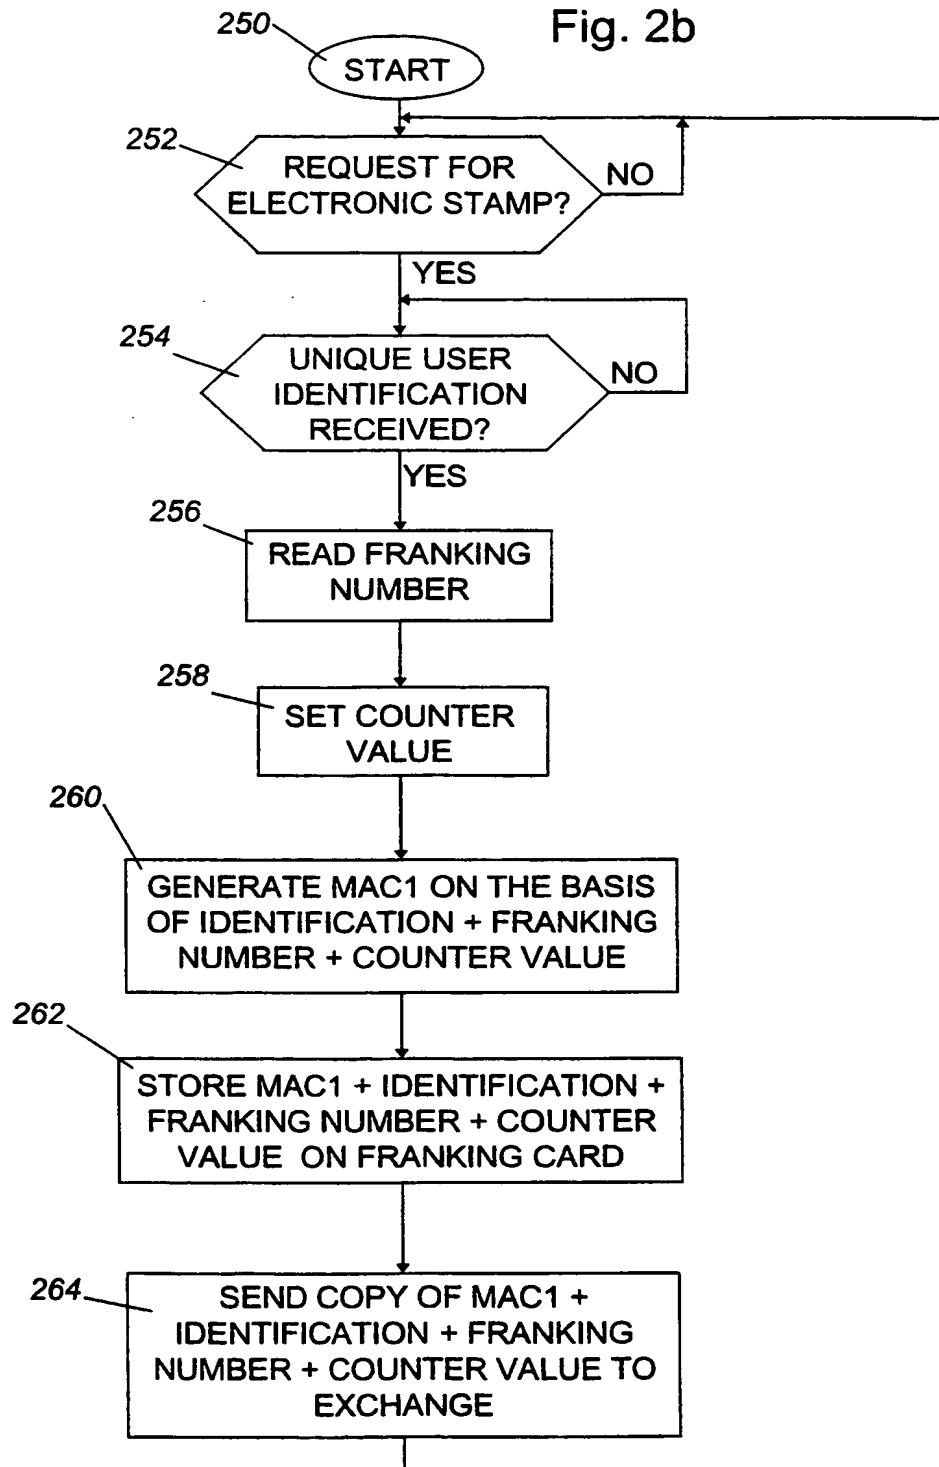 Fig. 2b
250
START
252
REQUEST FOR
ELECTRONIC STAMP?
NO
YES
254
UNIQUE USER
IDENTIFICATION
RECEIVED?
NO
YES
256
READ FRANKING
NUMBER
258
SET COUNTER
VALUE
260
GENERATE MAC1 ON THE BASIS
OF IDENTIFICATION + FRANKING
NUMBER + COUNTER VALUE
262
STORE MAC1 + IDENTIFICATION +
FRANKING NUMBER + COUNTER
VALUE ON FRANKING CARD
264
SEND COPY OF MAC1 +
IDENTIFICATION + FRANKING
NUMBER + COUNTER VALUE TO
EXCHANGE